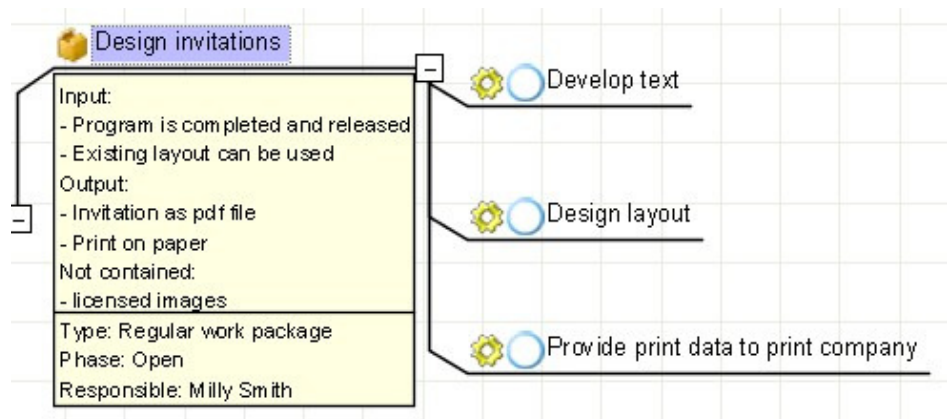 Design invitations
Input:
- Program is completed and released
- Existing layout can be used
Output:
- Invitation as pdf file
- Print on paper
Not contained:
- licensed images
Type: Regular work package
Phase: Open
Responsible: Milly Smith
Develop text
Design layout
Provide print data to print company